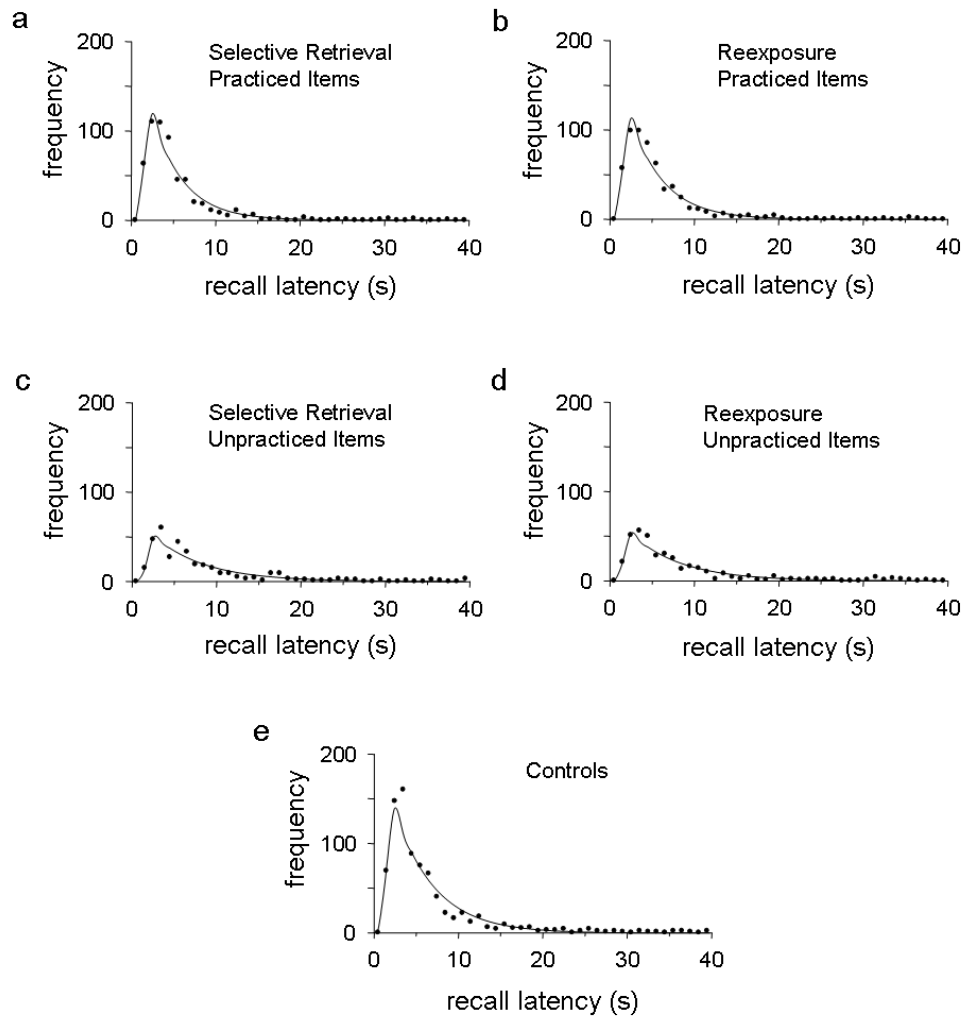 a
200
Selective Retrieval
Practiced Items
frequency
100
0
0 10 20 30 40
recall latency (s)
b
200
Reexposure
Practiced Items
frequency
100
0
0 10 20 30 40
recall latency (s)
c
200
Selective Retrieval
Unpracticed Items
frequency
100
0
0 10 20 30 40
recall latency (s)
d
200
Reexposure
Unpracticed Items
frequency
100
0
0 10 20 30 40
recall latency (s)
e
200
Controls
frequency
100
0
0 10 20 30 40
recall latency (s)